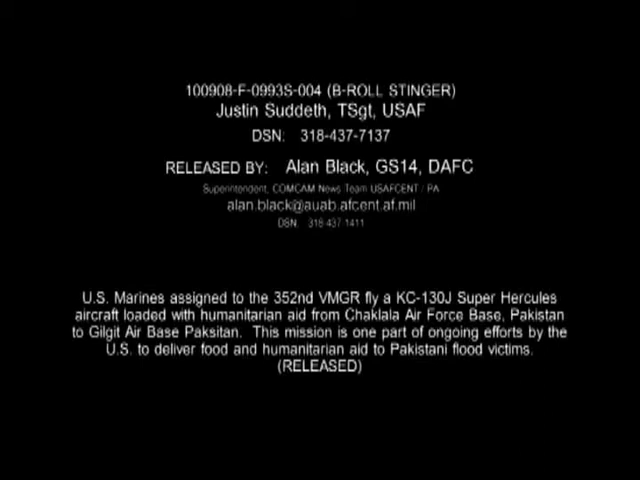 100908-F-0993S-004 (B-ROLL STINGER)
Justin Suddeth, TSgt, USAF
DSN: 318-437-7137
RELEASED BY: Alan Black, GS14, DAFC
Superintendent, COMCAM News Team USAFCENT / PA
alan.black@auab.afcent.af.mil
DSN: 318-437-1411
U.S. Marines assigned to the 352nd VMGR fly a KC-130J Super Hercules
aircraft loaded with humanitarian aid from Chaklala Air Force Base, Pakistan
to Gilgit Air Base Paksitan. This mission is one part of ongoing efforts by the
U.S. to deliver food and humanitarian aid to Pakistani flood victims.
(RELEASED)